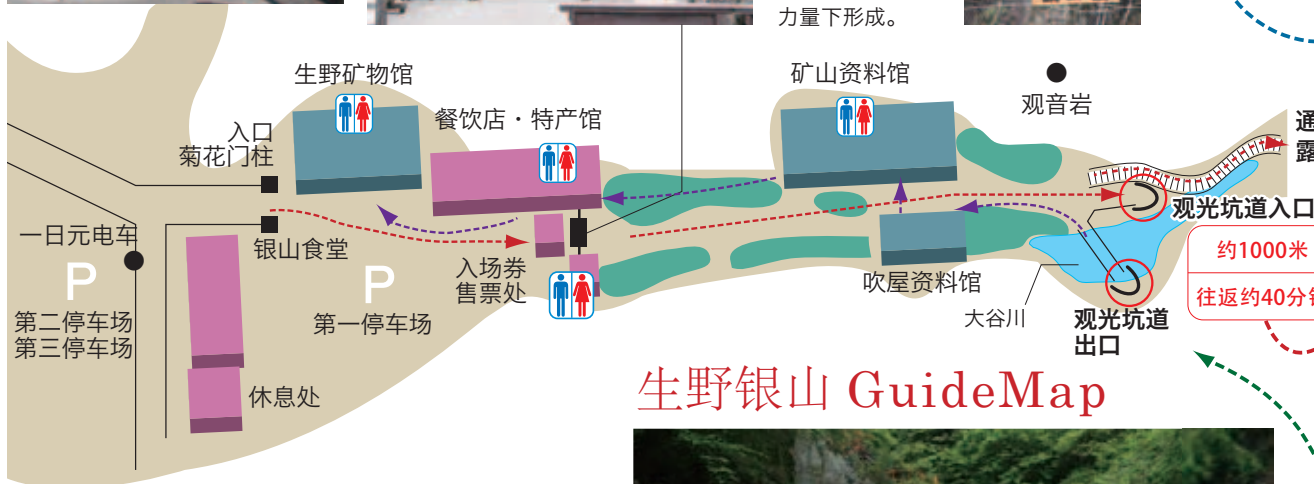 力量下形成。
生野矿物馆
矿山资料馆
观音岩
餐饮店・特产馆
入口
菊花门柱
通
露
观光坑道入口
一日元电车
银山食堂
P
P
入场券
售票处
吹屋资料馆
约1000米
往返约40分钟
大谷川
第二停车场
第三停车场
第一停车场
观光坑道
出口
休息处
生野银山 GuideMap